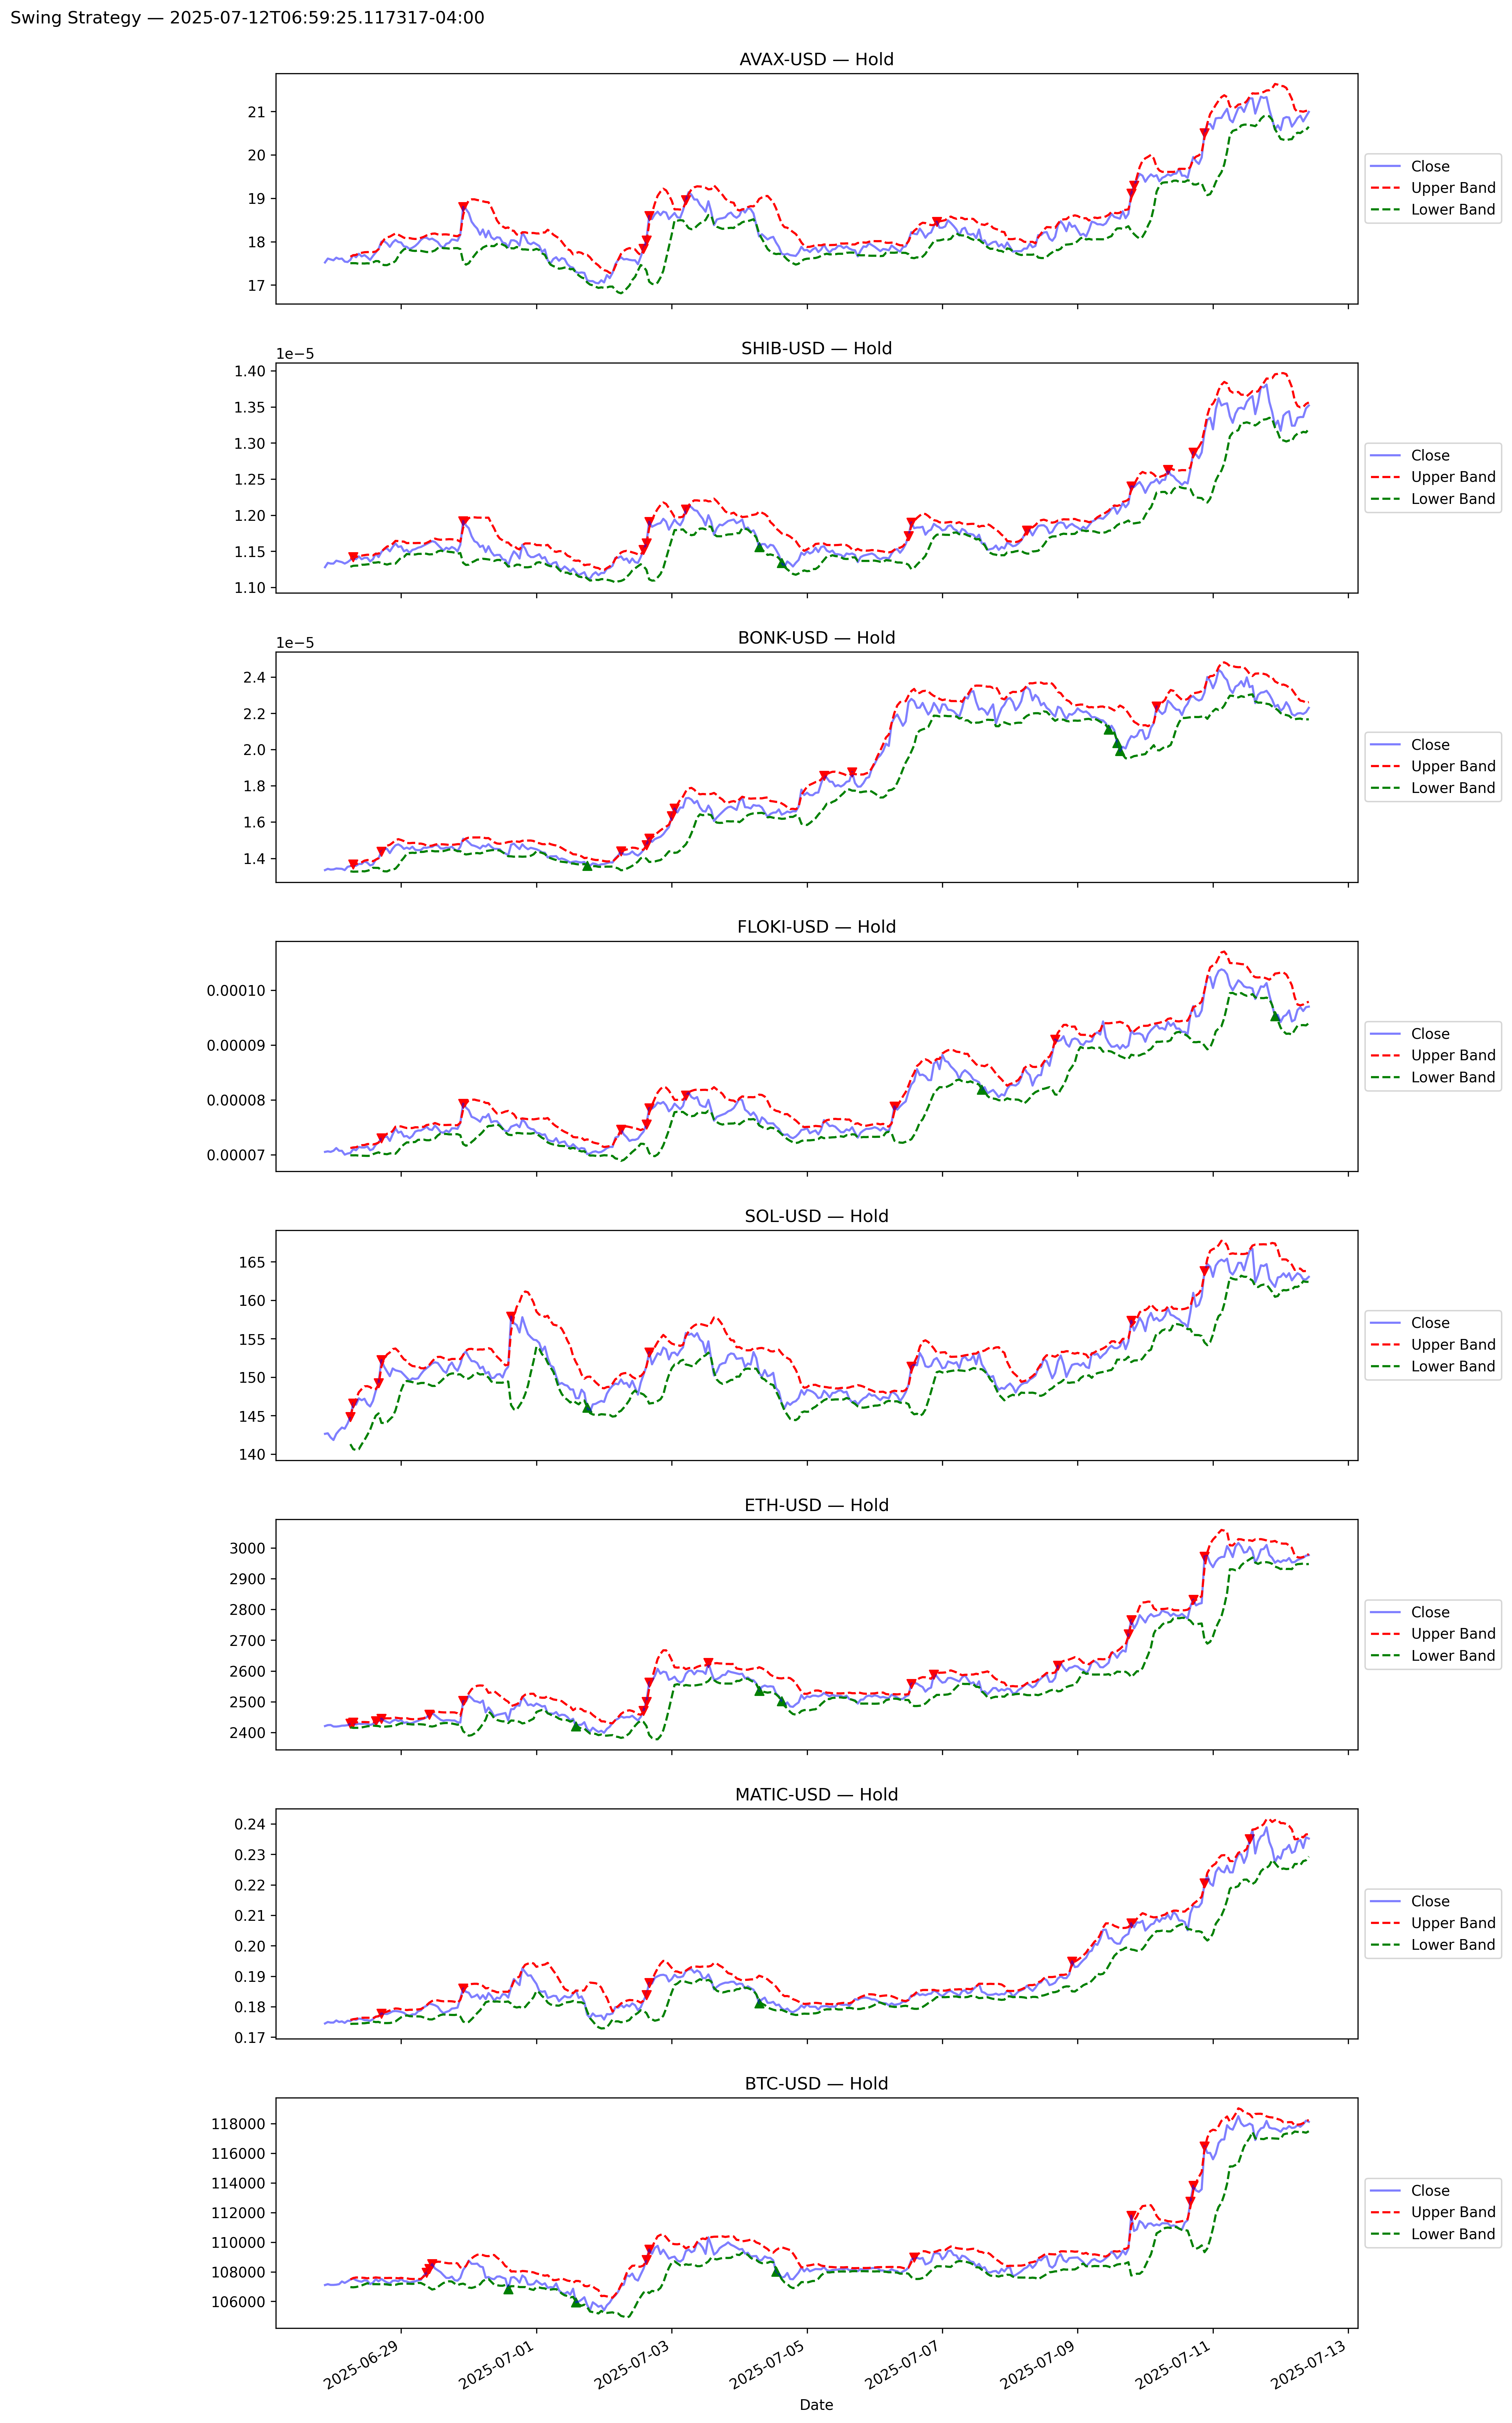 Swing Strategy — 2025-07-12T06:59:25.117317-04:00
AVAX-USD — Hold
21
20
19
18
17
Close
Upper Band
Lower Band
SHIB-USD — Hold
1e−5
1.40
1.35
1.30
1.25
1.20
1.15
1.10
Close
Upper Band
Lower Band
BONK-USD — Hold
1e−5
2.4
2.2
2.0
1.8
1.6
1.4
Close
Upper Band
Lower Band
FLOKI-USD — Hold
0.00010
0.00009
0.00008
0.00007
Close
Upper Band
Lower Band
SOL-USD — Hold
165
160
155
150
145
140
Close
Upper Band
Lower Band
ETH-USD — Hold
3000
2900
2800
2700
2600
2500
2400
Close
Upper Band
Lower Band
MATIC-USD — Hold
0.24
0.23
0.22
0.21
0.20
0.19
0.18
0.17
Close
Upper Band
Lower Band
BTC-USD — Hold
118000
116000
114000
112000
110000
108000
106000
Close
Upper Band
Lower Band
2025-06-29
2025-07-01
2025-07-03
2025-07-05
2025-07-07
2025-07-09
2025-07-11
2025-07-13
Date